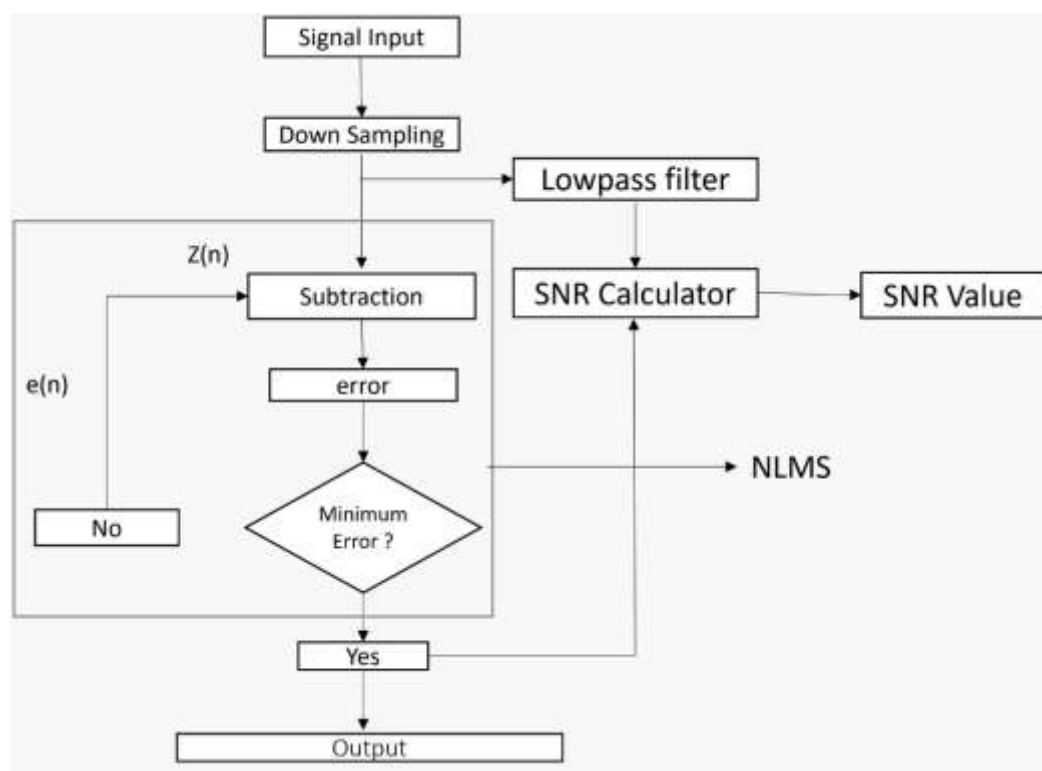 Signal Input
Down Sampling
Lowpass filter
Z(n)
Subtraction
SNR Calculator
SNR Value
e(n)
error
NLMS
Minimum
Error ?
No
Yes
Output